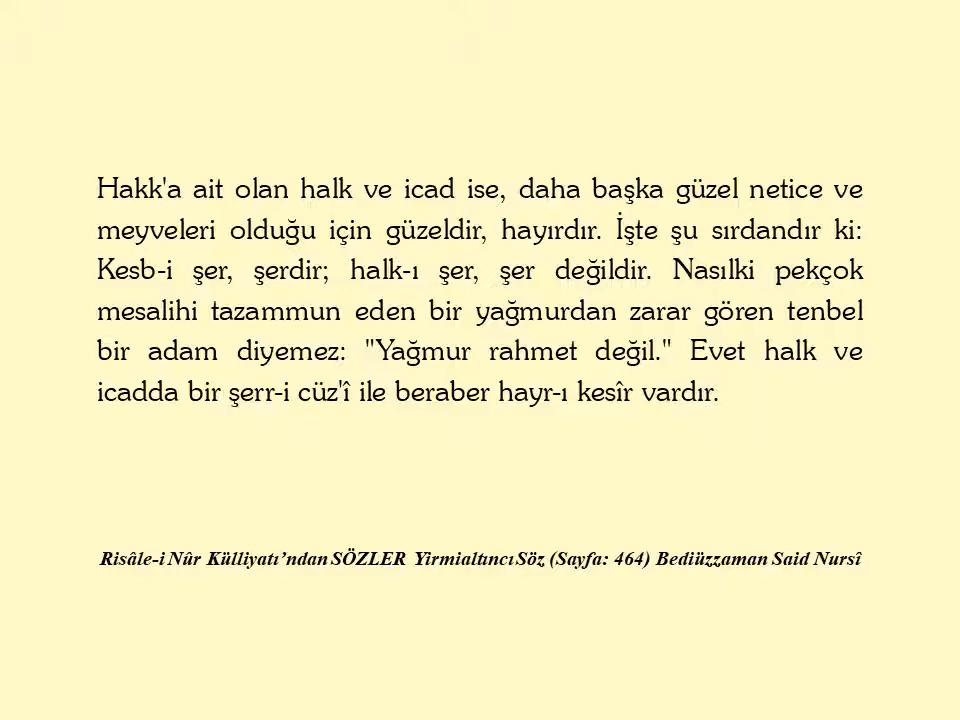 Hakk'a ait olan halk ve icad ise, daha başka güzel netice ve
meyveleri olduğu için güzeldir, hayırdır. İşte şu sırdandır ki:
Kesb-i şer, şerdir; halk-ı şer, şer değildir. Nasılki pekçok
mesalihi tazammun eden bir yağmurdan zarar gören tenbel
bir adam diyemez: "Yağmur rahmet değil." Evet halk ve
icadda bir şerr-i cüz'î ile beraber hayr-ı kesîr vardır.
Risâle-i Nûr Külliyatı'ndan SÖZLER Yirmialtıncı Söz (Sayfa: 464) Bediüzzaman Said Nursî